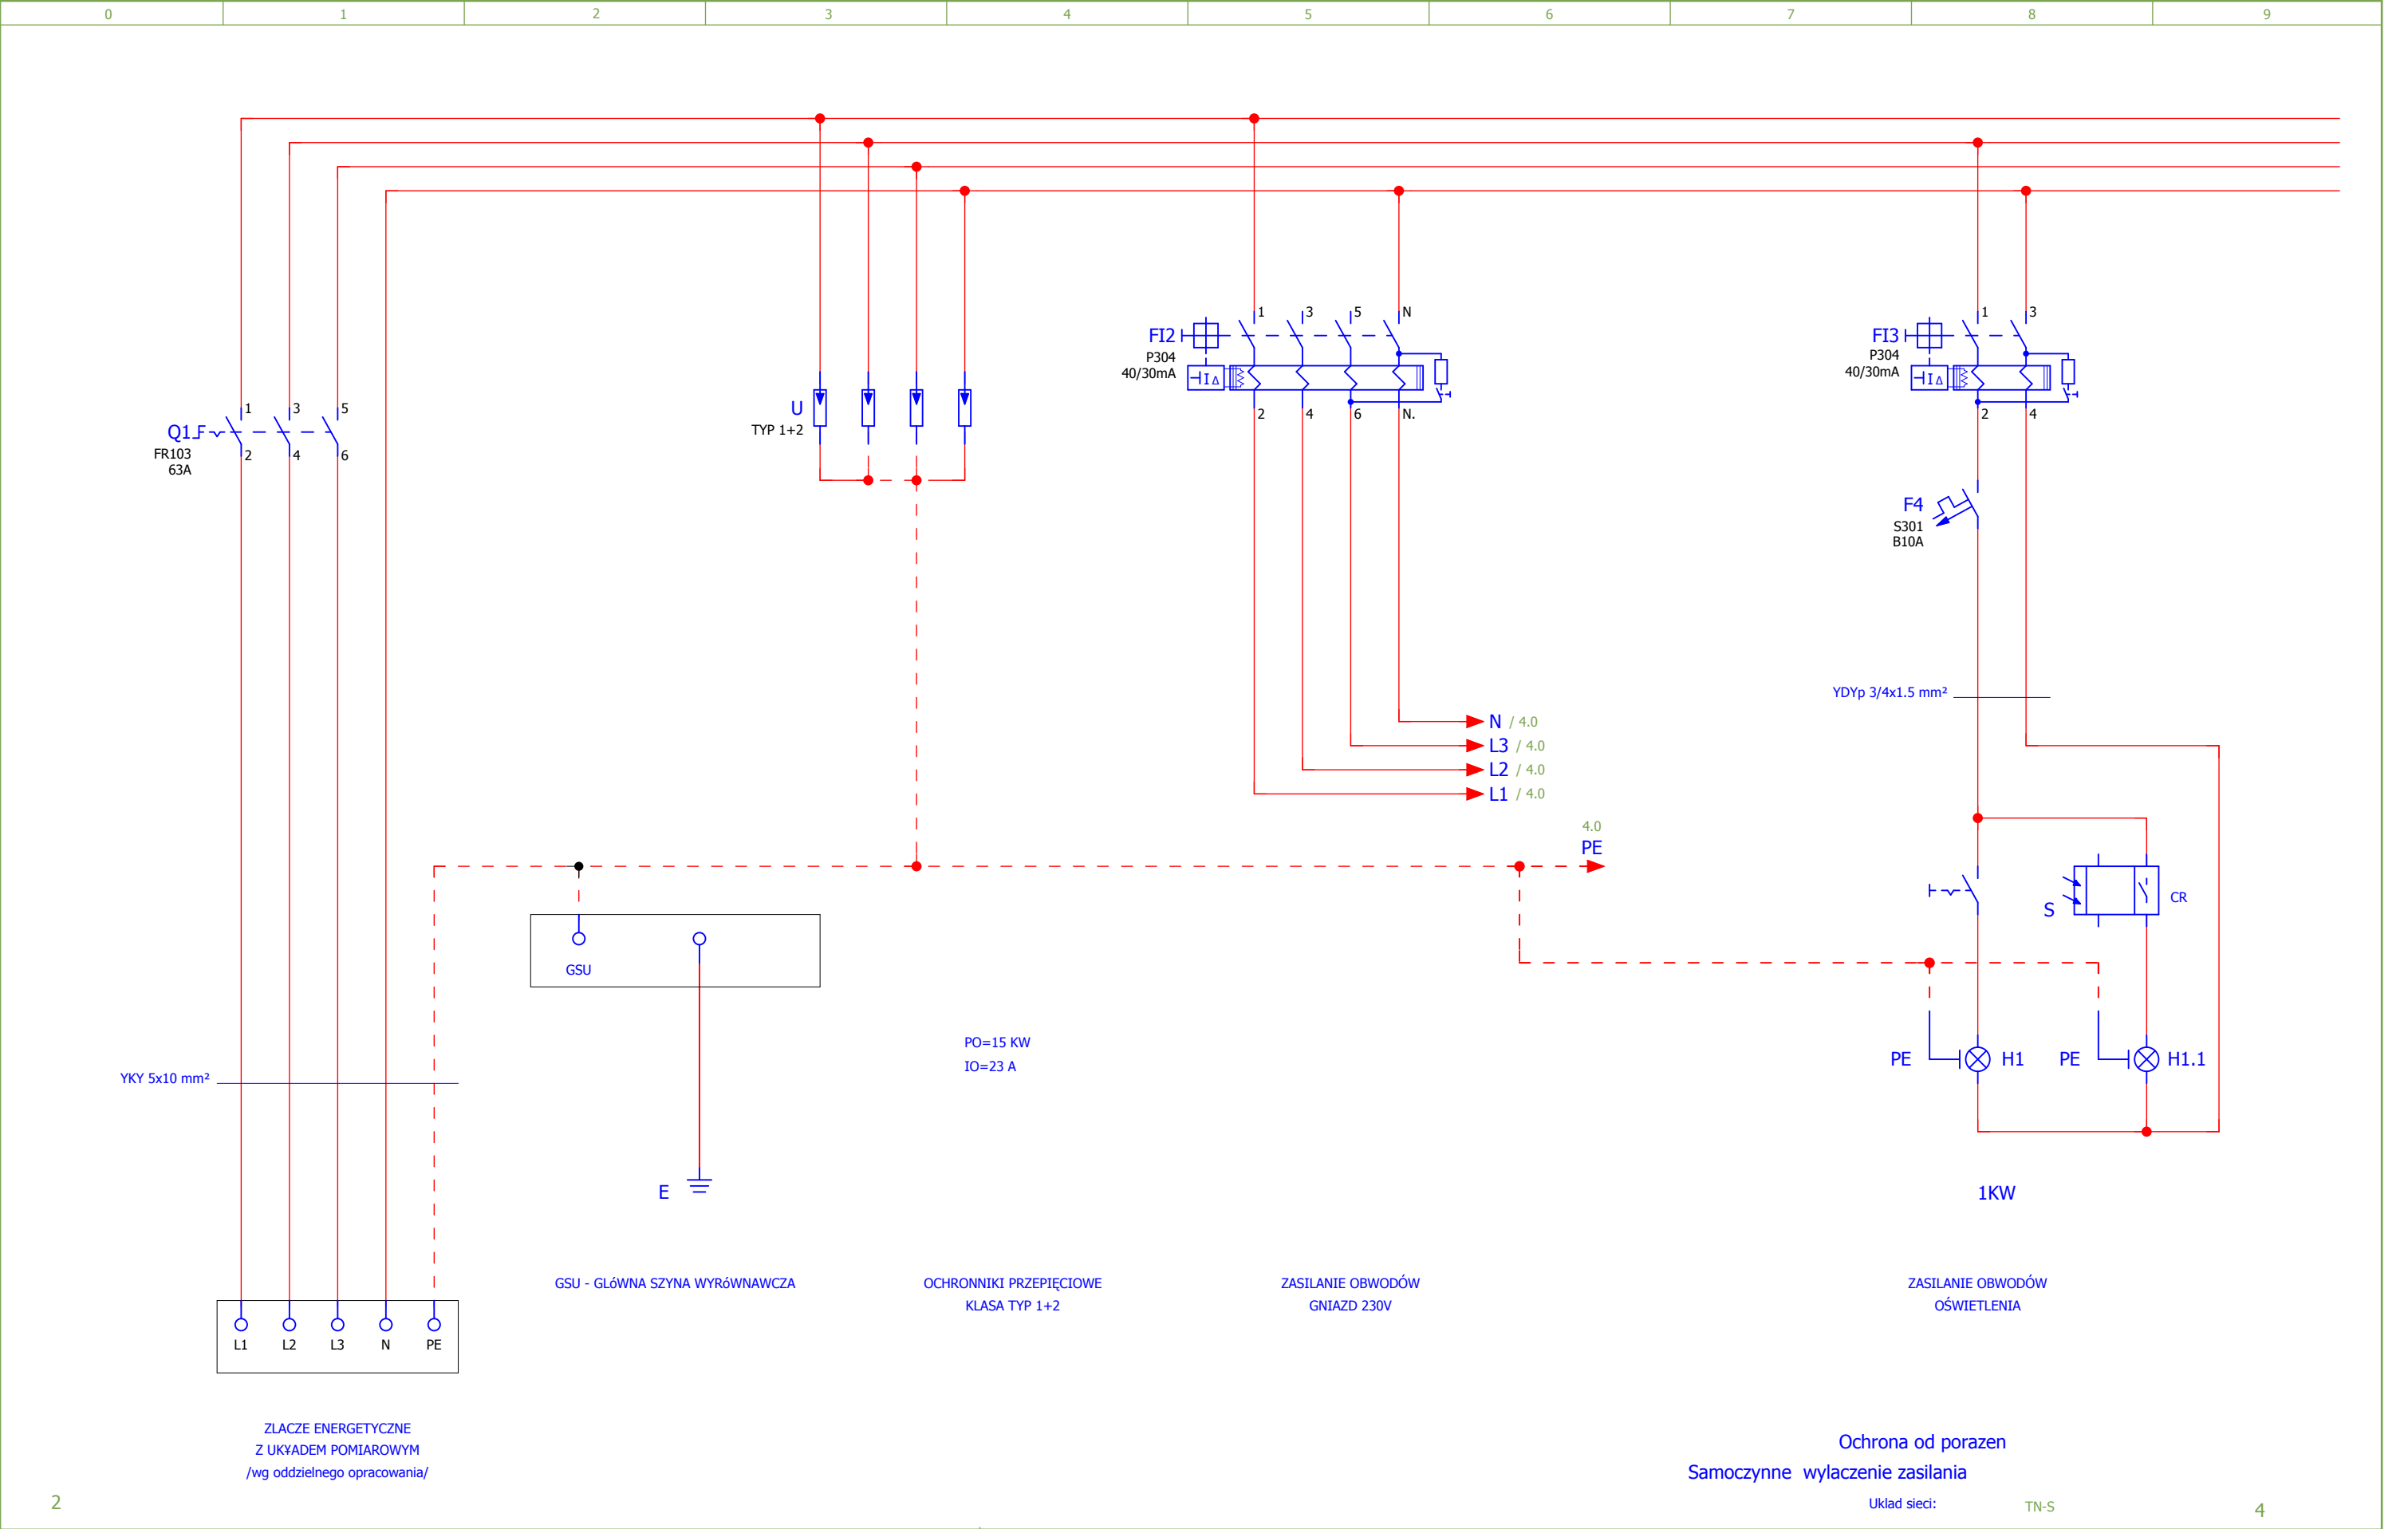 0 1 2 3 4 5 6 7 8 9
1 3 5 N
FI2
P304
40/30mA
I Δ
2 4 6 N.
1 3
FI3
P304
40/30mA
I Δ
2 4
U
TYP 1+2
1 3 5
Q1
FR103
63A
2 4 6
F4
S301
B10A
YDYp 3/4x1.5 mm²
N / 4.0
L3 / 4.0
L2 / 4.0
L1 / 4.0
4.0
PE
S
CR
GSU
PO=15 KW
IO=23 A
PE H1 PE H1.1
YKY 5x10 mm²
E
1KW
GSU - GLóWNA SZYNA WYRóWNAWCZA
OCHRONNIKI PRZEPIĘCIOWE
KLASA TYP 1+2
ZASILANIE OBWODÓW
GNIAZD 230V
ZASILANIE OBWODÓW
OŚWIETLENIA
L1 L2 L3 N PE
ZLACZE ENERGETYCZNE
Z UK¥ADEM POMIAROWYM
/wg oddzielnego opracowania/
Ochrona od porazen
Samoczynne wylaczenie zasilania
Uklad sieci: TN-S
2 4